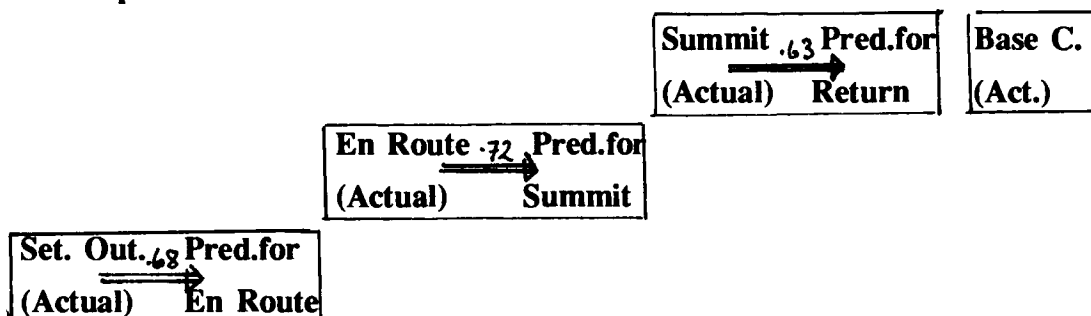 Summit .63 Pred.for
(Actual) Return
Base C.
(Act.)
En Route .72 Pred.for
(Actual) Summit
Set. Out. .68 Pred.for
(Actual) En Route